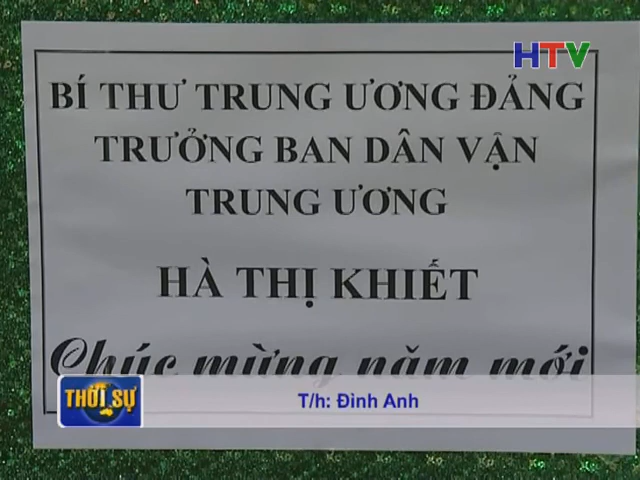 HTV
BÍ THƯ TRUNG ƯƠNG ĐẢNG
TRƯỞNG BAN DÂN VẬN
TRUNG ƯƠNG
HÀ THỊ KHIẾT
Chúc mừng năm mới
THỜI SỰ
T/h: Đình Anh